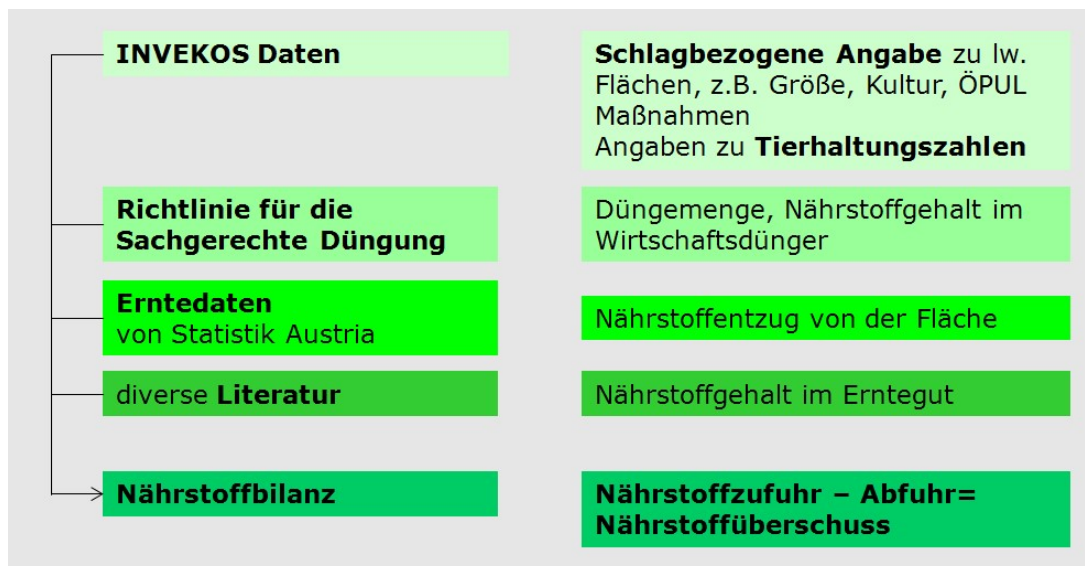 INVEKOS Daten
Schlagbezogene Angabe zu lw.
Flächen, z.B. Größe, Kultur, ÖPUL
Maßnahmen
Angaben zu Tierhaltungszahlen
Richtlinie für die
Sachgerechte Düngung
Düngemenge, Nährstoffgehalt im
Wirtschaftsdünger
Erntedaten
von Statistik Austria
Nährstoffentzug von der Fläche
diverse Literatur
Nährstoffgehalt im Erntegut
Nährstoffbilanz
Nährstoffzufuhr – Abfuhr=
Nährstoffüberschuss